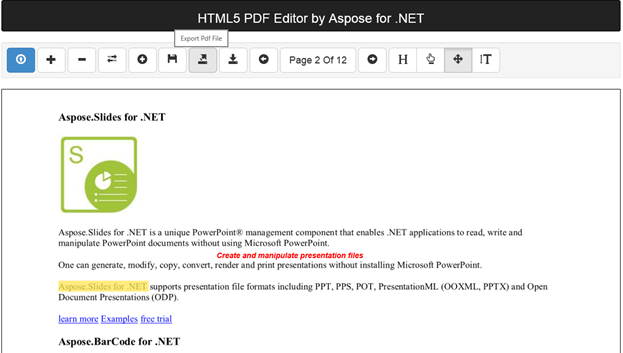 HTML5 PDF Editor by Aspose for .NET
Export Pdf File
Page 2 Of 12
H
T
Aspose.Slides for .NET
S
Aspose.Slides for .NET is a unique PowerPoint® management component that enables .NET applications to read, write and
manipulate PowerPoint documents without using Microsoft PowerPoint.
Create and manipulate presentation files
One can generate, modify, copy, convert, render and print presentations without installing Microsoft PowerPoint.
Aspose.Slides for .NET supports presentation file formats including PPT, PPS, POT, PresentationML (OOXML, PPTX) and Open
Document Presentations (ODP).
learn more Examples free trial
Aspose.BarCode for .NET